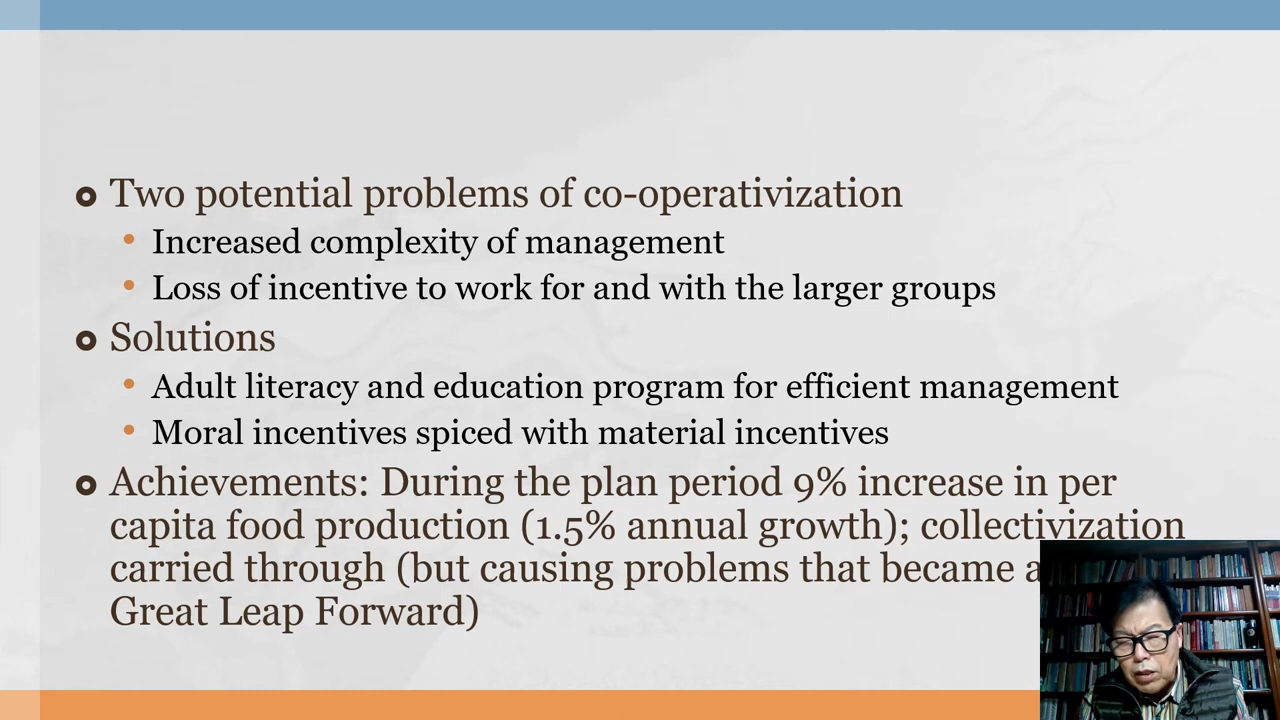 Two potential problems of co-operativization
Increased complexity of management
Loss of incentive to work for and with the larger groups
Solutions
Adult literacy and education program for efficient management
Moral incentives spiced with material incentives
Achievements: During the plan period 9% increase in per
capita food production (1.5% annual growth); collectivization
carried through (but causing problems that became
Great Leap Forward)